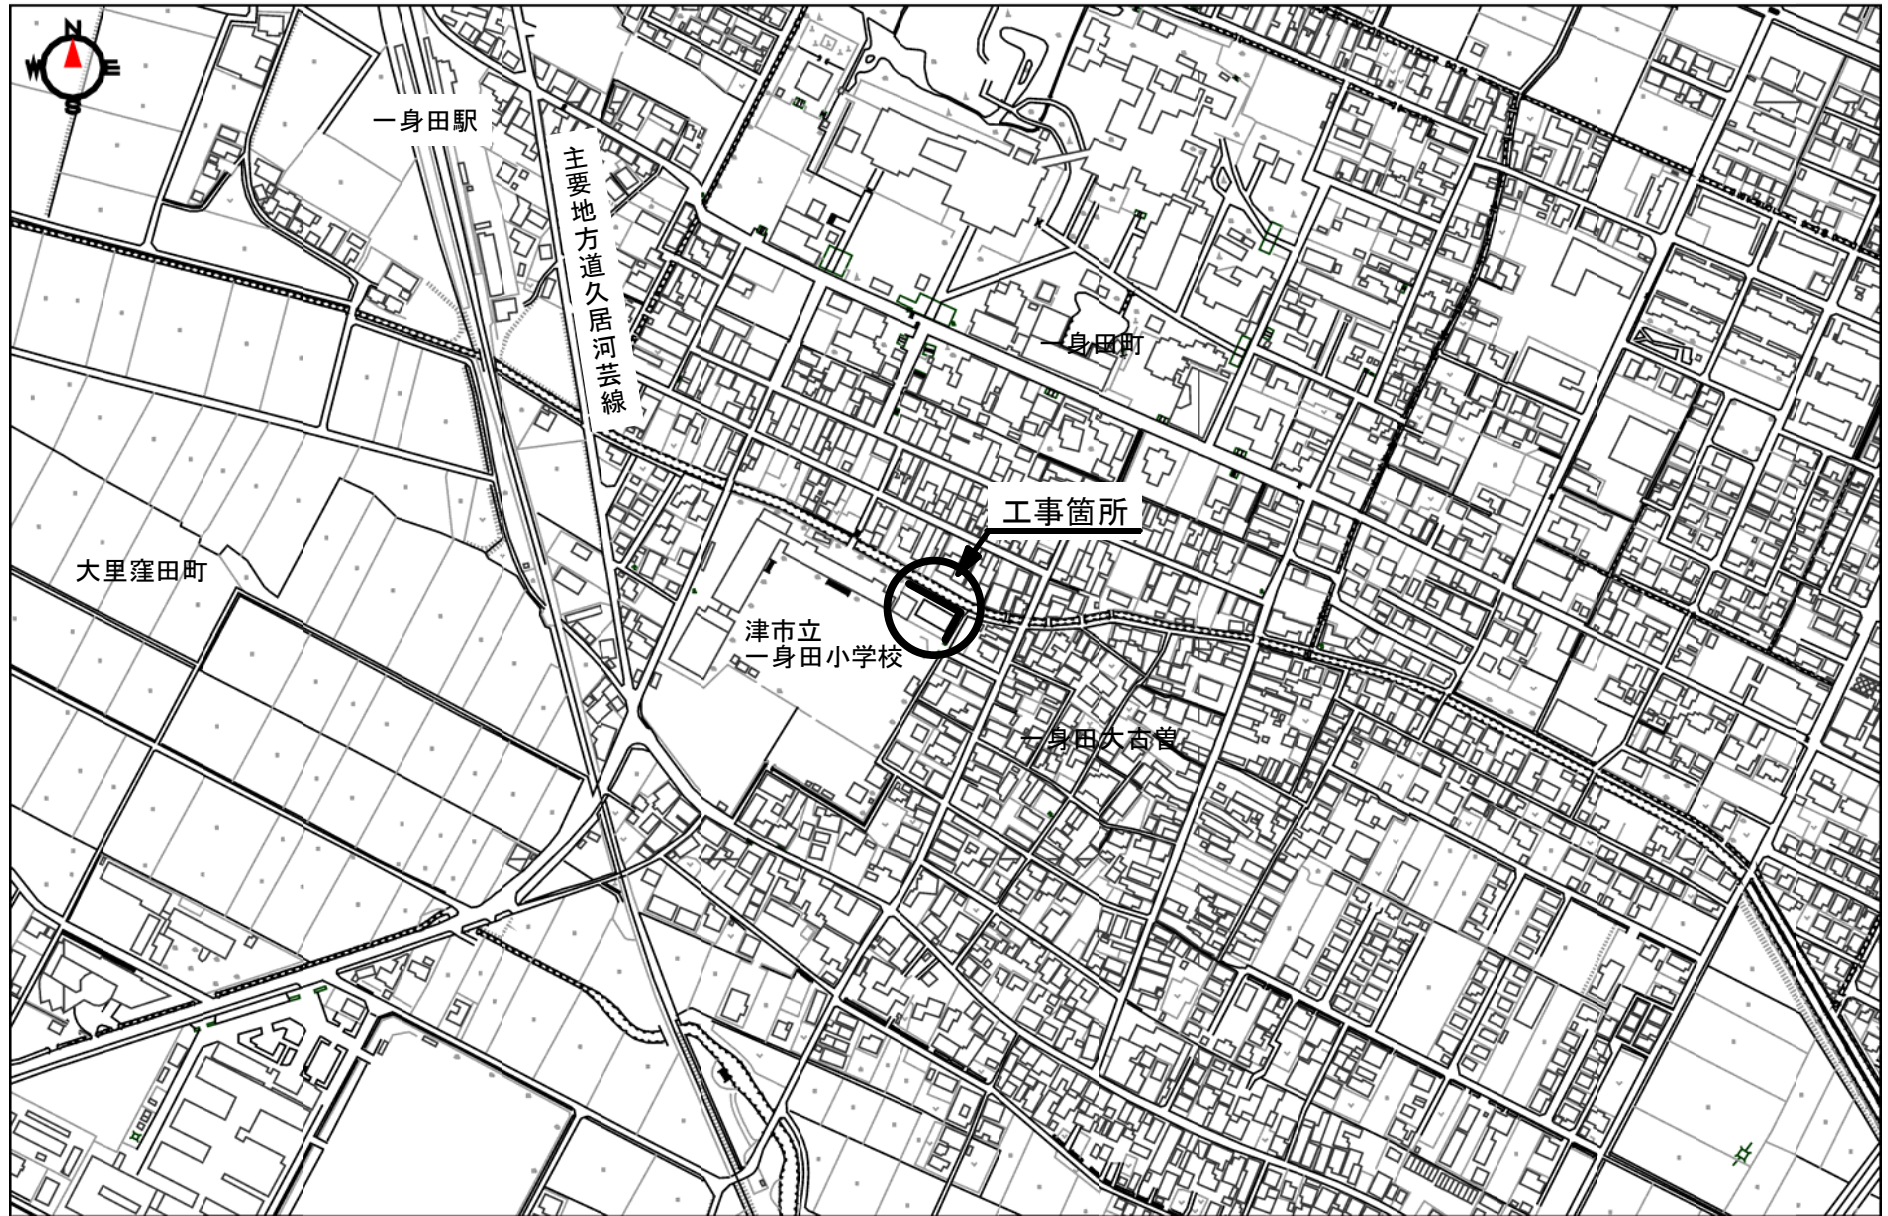 N
W E
S
一身田駅
主要地方道久居河芸線
一身田町
工事箇所
大里窪田町
津市立
一身田小学校
一身田大古曽